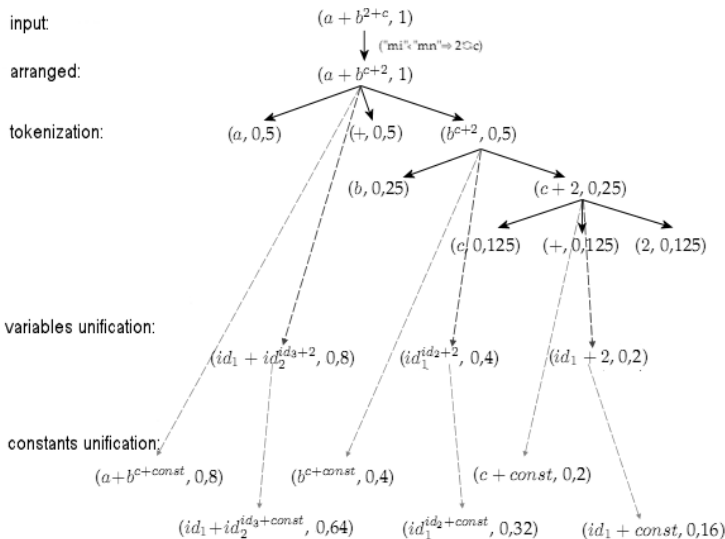 input: (a + b^{2+c}, 1)
("mi"<"mn"⇒ 2⇆c)
arranged: (a + b^{c+2}, 1)
tokenization: (a, 0,5) (+, 0,5) (b^{c+2}, 0,5)
(b, 0,25) (c + 2, 0,25)
(c, 0,125) (+, 0,125) (2, 0,125)
variables unification:
(id_1 + id_2^{id_3+2}, 0,8) (id_1^{id_2+2}, 0,4) (id_1 + 2, 0,2)
constants unification:
(a+b^{c+const}, 0,8) (b^{c+const}, 0,4) (c + const, 0,2)
(id_1+id_2^{id_3+const}, 0,64) (id_1^{id_2+const}, 0,32) (id_1 + const, 0,16)